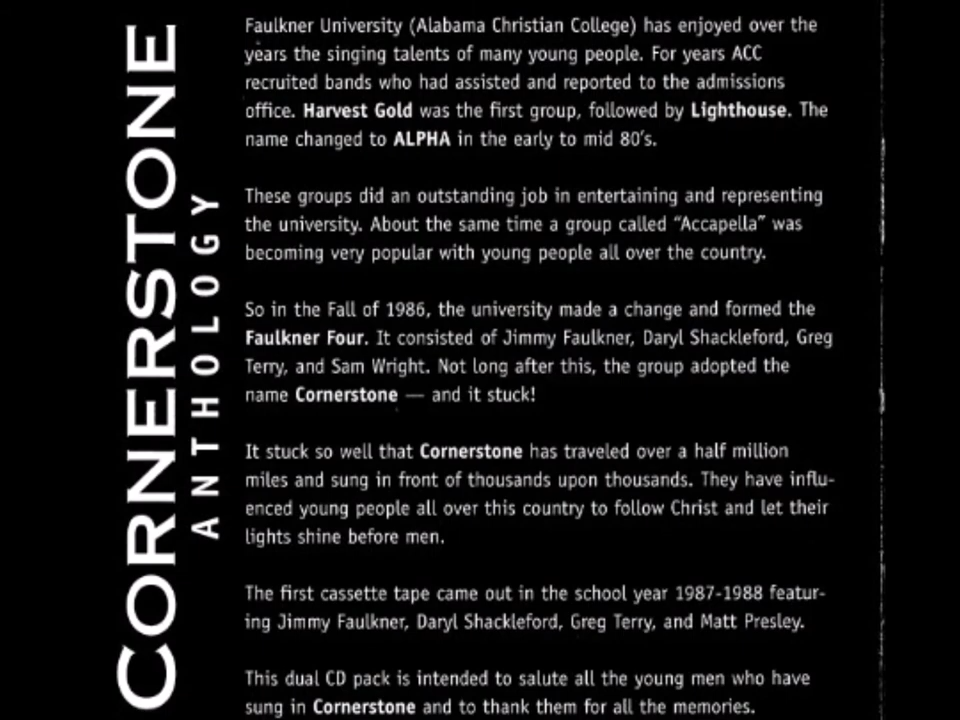 CORNERSTONE
ANTHOLOGY
Faulkner University (Alabama Christian College) has enjoyed over the
years the singing talents of many young people. For years ACC
recruited bands who had assisted and reported to the admissions
office. Harvest Gold was the first group, followed by Lighthouse. The
name changed to ALPHA in the early to mid 80's.
These groups did an outstanding job in entertaining and representing
the university. About the same time a group called “Accapella” was
becoming very popular with young people all over the country.
So in the Fall of 1986, the university made a change and formed the
Faulkner Four. It consisted of Jimmy Faulkner, Daryl Shackleford, Greg
Terry, and Sam Wright. Not long after this, the group adopted the
name Cornerstone — and it stuck!
It stuck so well that Cornerstone has traveled over a half million
miles and sung in front of thousands upon thousands. They have influ-
enced young people all over this country to follow Christ and let their
lights shine before men.
The first cassette tape came out in the school year 1987-1988 featur-
ing Jimmy Faulkner, Daryl Shackleford, Greg Terry, and Matt Presley.
This dual CD pack is intended to salute all the young men who have
sung in Cornerstone and to thank them for all the memories.